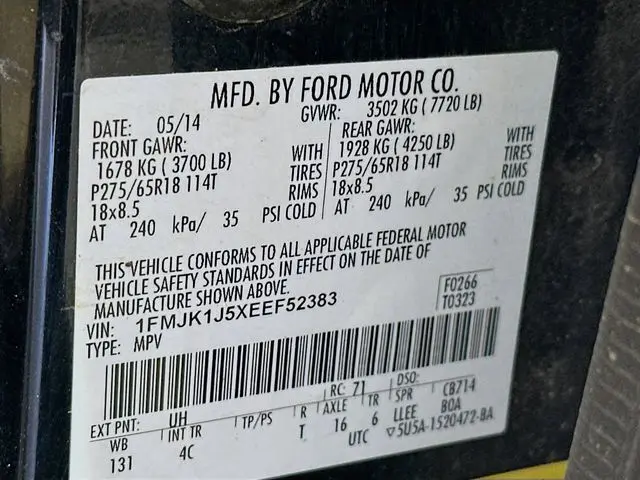 MFD. BY FORD MOTOR CO.
DATE: 05/14 GVWR: 3502 KG ( 7720 LB)
FRONT GAWR: REAR GAWR:
1678 KG ( 3700 LB) WITH 1928 KG ( 4250 LB) WITH
P275/65R18 114T TIRES P275/65R18 114T TIRES
18x8.5 RIMS 18x8.5 RIMS
AT 240 kPa/ 35 PSI COLD AT 240 kPa/ 35 PSI COLD
THIS VEHICLE CONFORMS TO ALL APPLICABLE FEDERAL MOTOR
VEHICLE SAFETY STANDARDS IN EFFECT ON THE DATE OF
MANUFACTURE SHOWN ABOVE.
VIN: 1FMJK1J5XEEF52383 F0266
TYPE: MPV T0323
EXT PNT: UH RC: 71 DSO: CB714
WB INT TR TP/PS R AXLE TR SPR BOA
131 4C T 16 6 LLEE
UTC ▽5U5A-1520472-BA